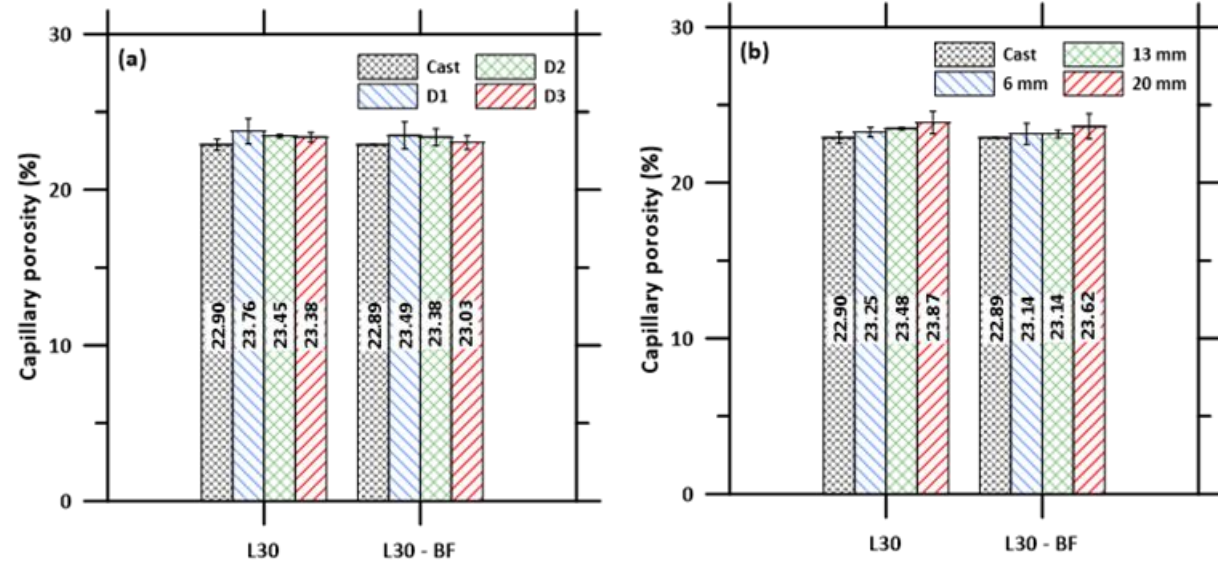 (a)
Cast
D2
D1
D3
Capillary porosity (%)
30
20
10
0
22.90
23.76
23.45
23.38
22.89
23.49
23.38
23.03
L30
L30 - BF
(b)
Cast
13 mm
6 mm
20 mm
Capillary porosity (%)
30
20
10
0
22.90
23.25
23.48
23.87
22.89
23.14
23.14
23.62
L30
L30 - BF